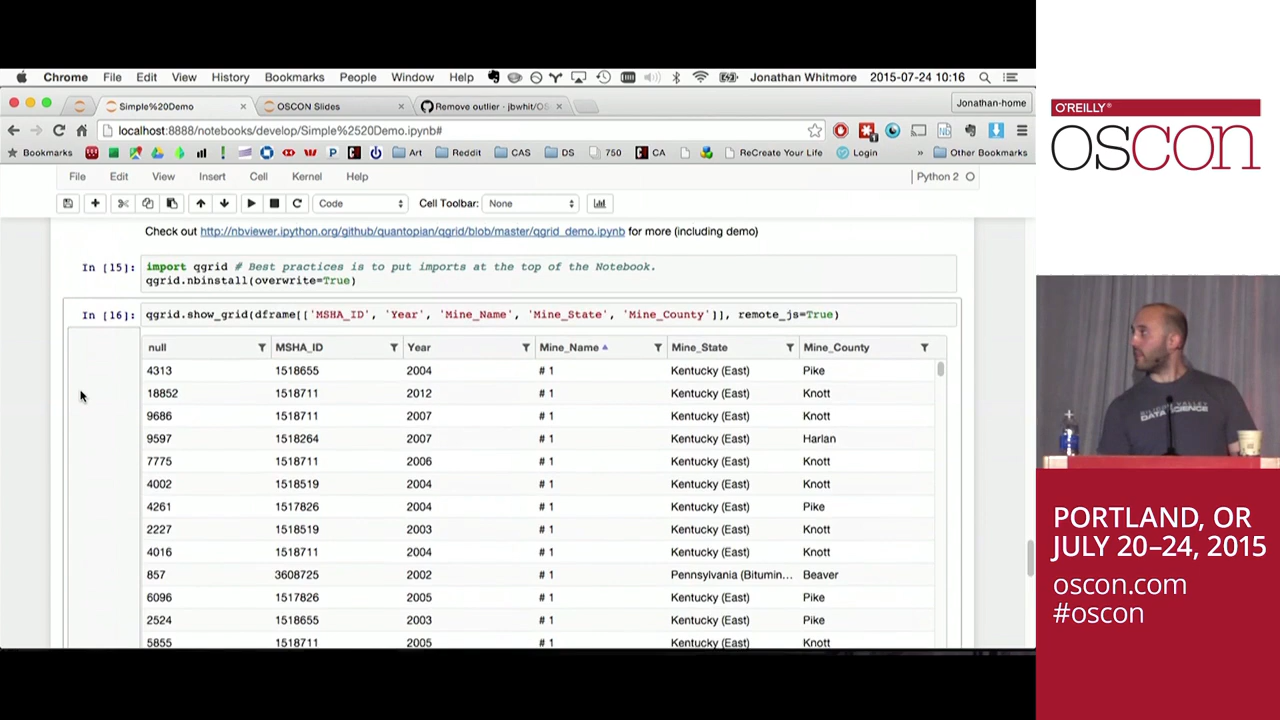 Chrome File Edit View History Bookmarks People Window Help Jonathan Whitmore 2015-07-24 10:16
Simple%20Demo OSCON Slides Remove outlier · jbwhit/OS Jonathan-home
localhost:8888/notebooks/develop/Simple%2520Demo.ipynb#
Bookmarks Art Reddit CAS DS 750 CA ReCreate Your Life Login » Other Bookmarks
File Edit View Insert Cell Kernel Help Python 2
Code Cell Toolbar: None
Check out http://nbviewer.ipython.org/github/quantopian/qgrid/blob/master/qgrid_demo.ipynb for more (including demo)
In [15]: import qgrid # Best practices is to put imports at the top of the Notebook.
qgrid.nbinstall(overwrite=True)
In [16]: qgrid.show_grid(dframe[['MSHA_ID', 'Year', 'Mine_Name', 'Mine_State', 'Mine_County']], remote_js=True)
null MSHA_ID Year Mine_Name Mine_State Mine_County
4313 1518655 2004 # 1 Kentucky (East) Pike
18852 1518711 2012 # 1 Kentucky (East) Knott
9686 1518711 2007 # 1 Kentucky (East) Knott
9597 1518264 2007 # 1 Kentucky (East) Harlan
7775 1518711 2006 # 1 Kentucky (East) Knott
4002 1518519 2004 # 1 Kentucky (East) Knott
4261 1517826 2004 # 1 Kentucky (East) Pike
2227 1518519 2003 # 1 Kentucky (East) Knott
4016 1518711 2004 # 1 Kentucky (East) Knott
857 3608725 2002 # 1 Pennsylvania (Bitumin... Beaver
6096 1517826 2005 # 1 Kentucky (East) Pike
2524 1518655 2003 # 1 Kentucky (East) Pike
5855 1518711 2005 # 1 Kentucky (East) Knott
O'REILLY®
OSCON
SILICON VALLEY
DATA SCIENCE
PORTLAND, OR
JULY 20–24, 2015
oscon.com
#oscon